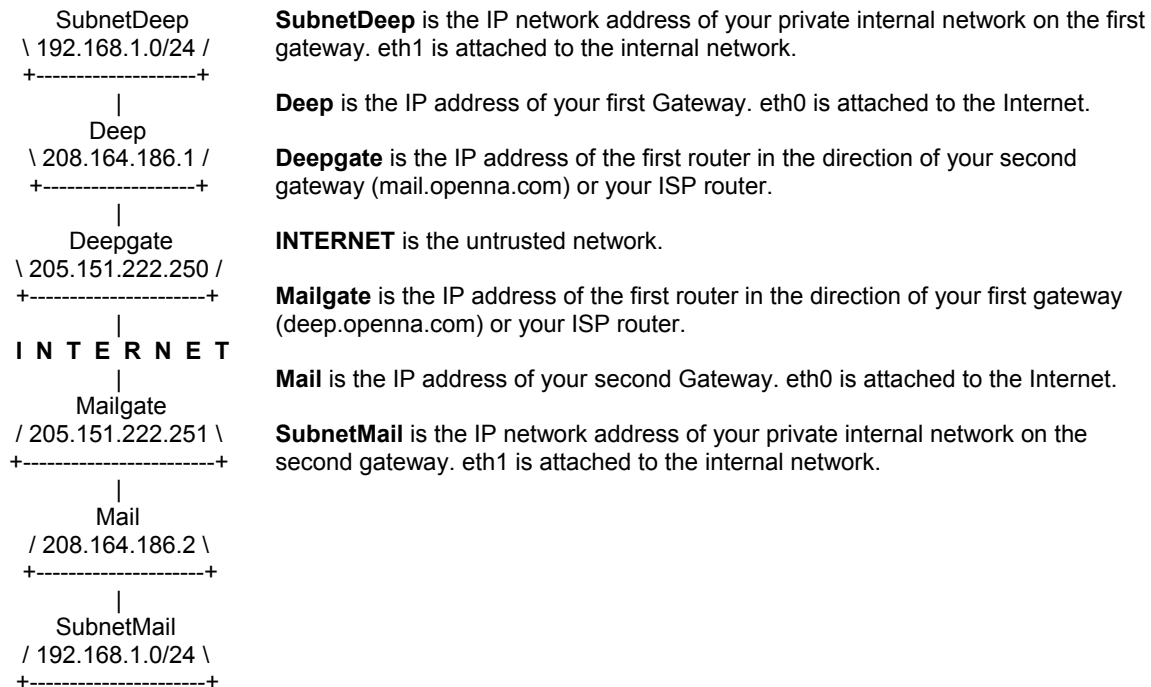 SubnetDeep
\ 192.168.1.0/24 /
+--------------------+
|
Deep
\ 208.164.186.1 /
+-------------------+
|
Deepgate
\ 205.151.222.250 /
+----------------------+
|
I N T E R N E T
|
Mailgate
/ 205.151.222.251 \
+------------------------+
|
Mail
/ 208.164.186.2 \
+---------------------+
|
SubnetMail
/ 192.168.1.0/24 \
+----------------------+
SubnetDeep is the IP network address of your private internal network on the first
gateway. eth1 is attached to the internal network.
Deep is the IP address of your first Gateway. eth0 is attached to the Internet.
Deepgate is the IP address of the first router in the direction of your second
gateway (mail.openna.com) or your ISP router.
INTERNET is the untrusted network.
Mailgate is the IP address of the first router in the direction of your first gateway
(deep.openna.com) or your ISP router.
Mail is the IP address of your second Gateway. eth0 is attached to the Internet.
SubnetMail is the IP network address of your private internal network on the
second gateway. eth1 is attached to the internal network.